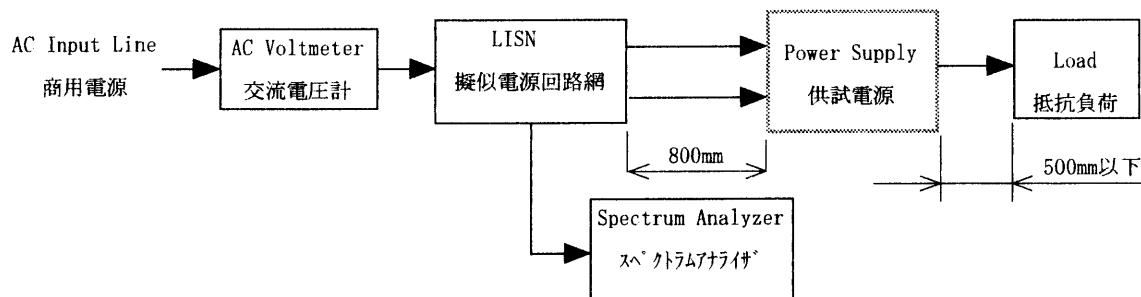 AC Input Line
商用電源
AC Voltmeter
交流電圧計
LISN
擬似電源回路網
Power Supply
供試電源
Load
抵抗負荷
800mm
500mm以下
Spectrum Analyzer
ｽﾍﾟｸﾄﾗﾑｱﾅﾗｲｻﾞ